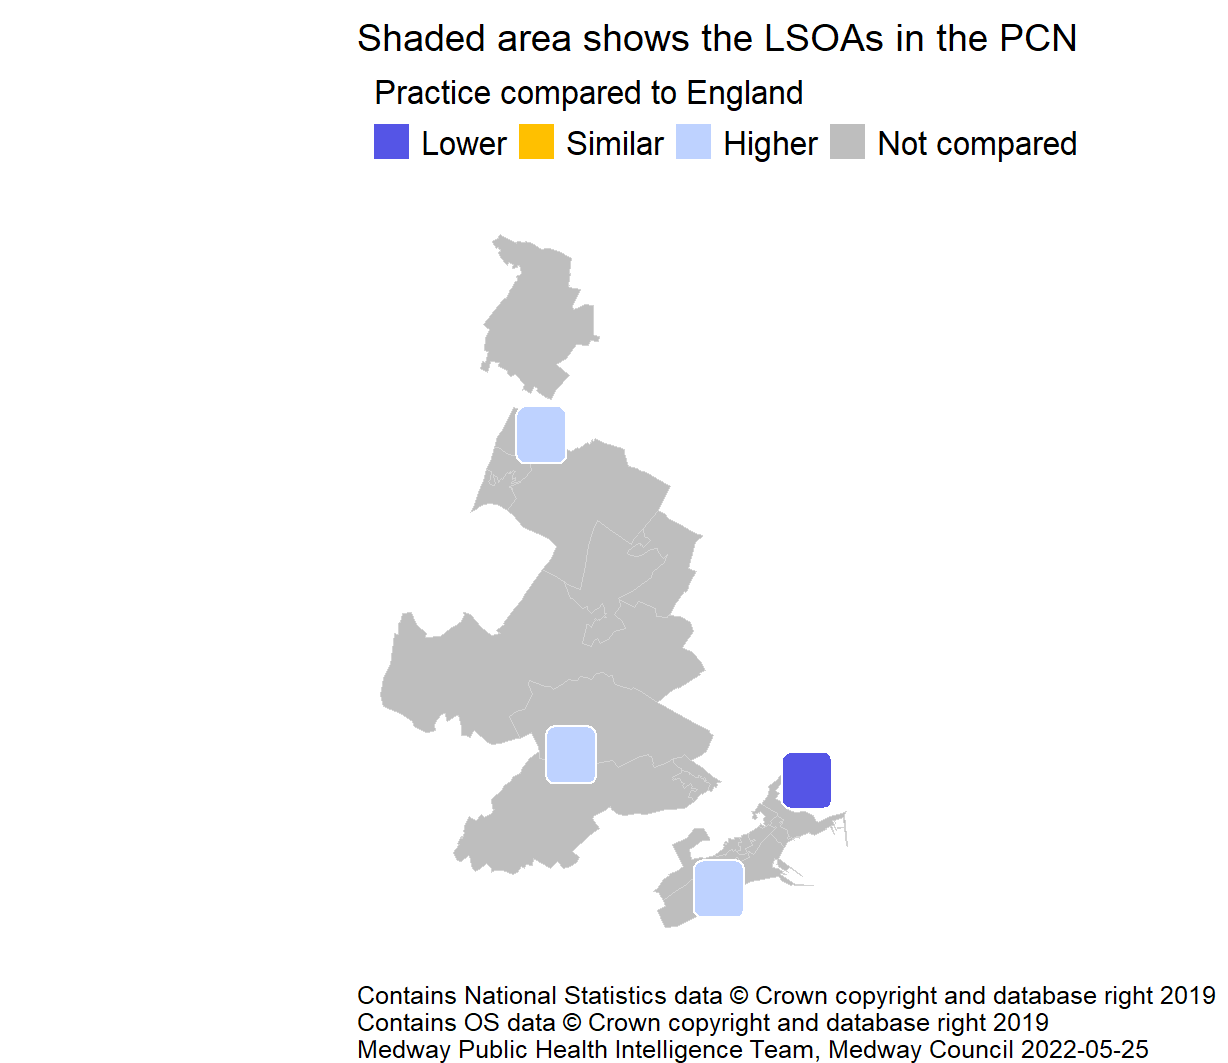 Shaded area shows the LSOAs in the PCN
Practice compared to England
Lower Similar Higher Not compared
Contains National Statistics data © Crown copyright and database right 2019
Contains OS data © Crown copyright and database right 2019
Medway Public Health Intelligence Team, Medway Council 2022-05-25